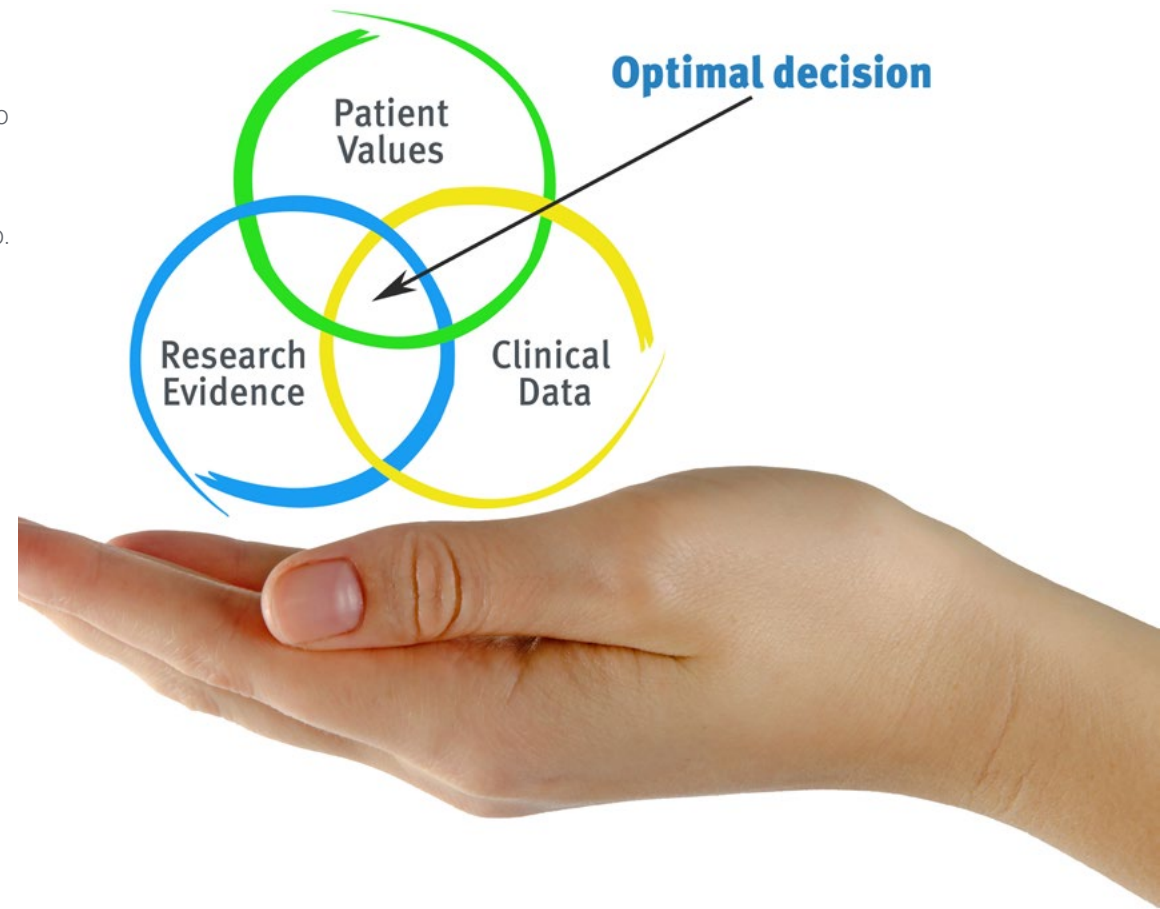 Optimal decision
Patient
Values
Research
Evidence
Clinical
Data